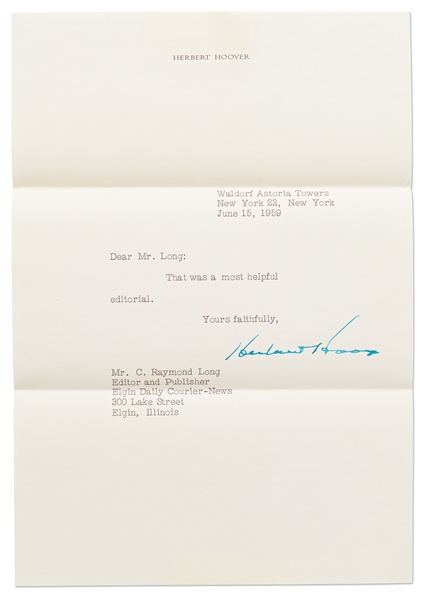 HERBERT HOOVER
Waldorf Astoria Towers
New York 22, New York
June 15, 1959
Dear Mr. Long:
That was a most helpful
editorial.
Yours faithfully,
Herbert Hoover
Mr. C. Raymond Long
Editor and Publisher
Elgin Daily Courier-News
300 Lake Street
Elgin, Illinois